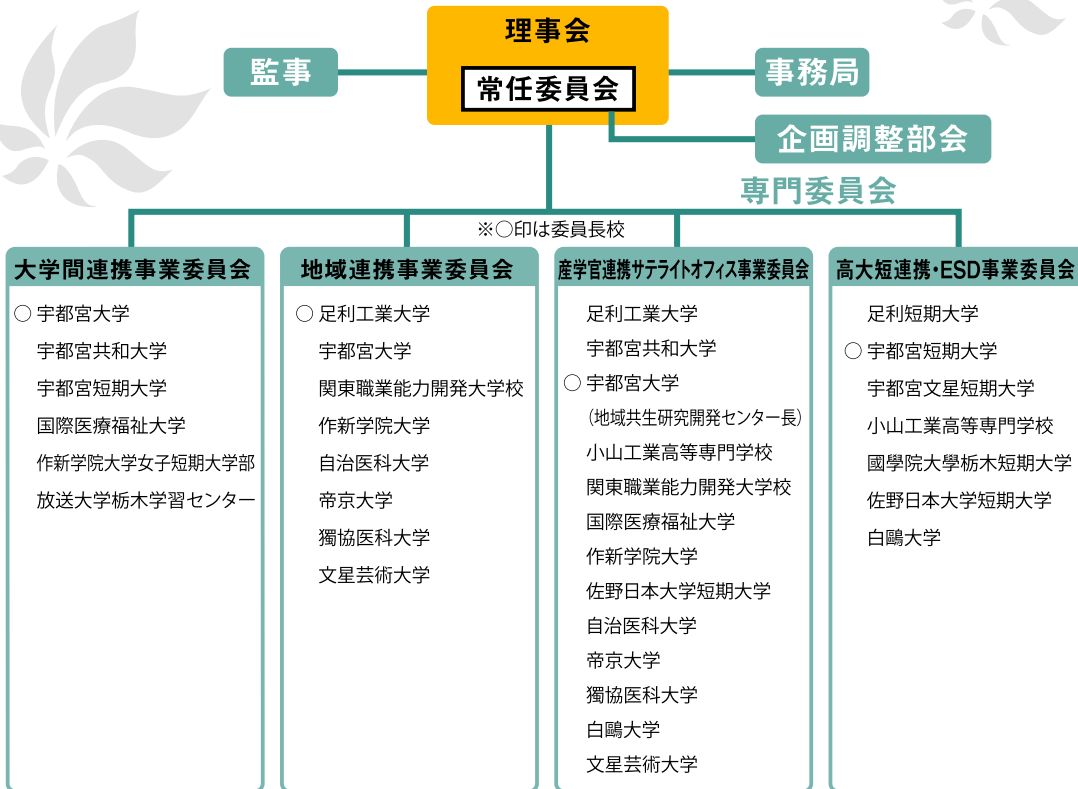 理事会
常任委員会
監事
事務局
企画調整部会
専門委員会
※○印は委員長校
大学間連携事業委員会
○ 宇都宮大学
宇都宮共和大学
宇都宮短期大学
国際医療福祉大学
作新学院大学女子短期大学部
放送大学栃木学習センター
地域連携事業委員会
○ 足利工業大学
宇都宮大学
関東職業能力開発大学校
作新学院大学
自治医科大学
帝京大学
獨協医科大学
文星芸術大学
産学官連携サテライトオフィス事業委員会
足利工業大学
宇都宮共和大学
○ 宇都宮大学
（地域共生研究開発センター長）
小山工業高等専門学校
関東職業能力開発大学校
国際医療福祉大学
作新学院大学
佐野日本大学短期大学
自治医科大学
帝京大学
獨協医科大学
白鷗大学
文星芸術大学
高大短連携・ESD事業委員会
足利短期大学
○ 宇都宮短期大学
宇都宮文星短期大学
小山工業高等専門学校
國學院大學栃木短期大学
佐野日本大学短期大学
白鷗大学